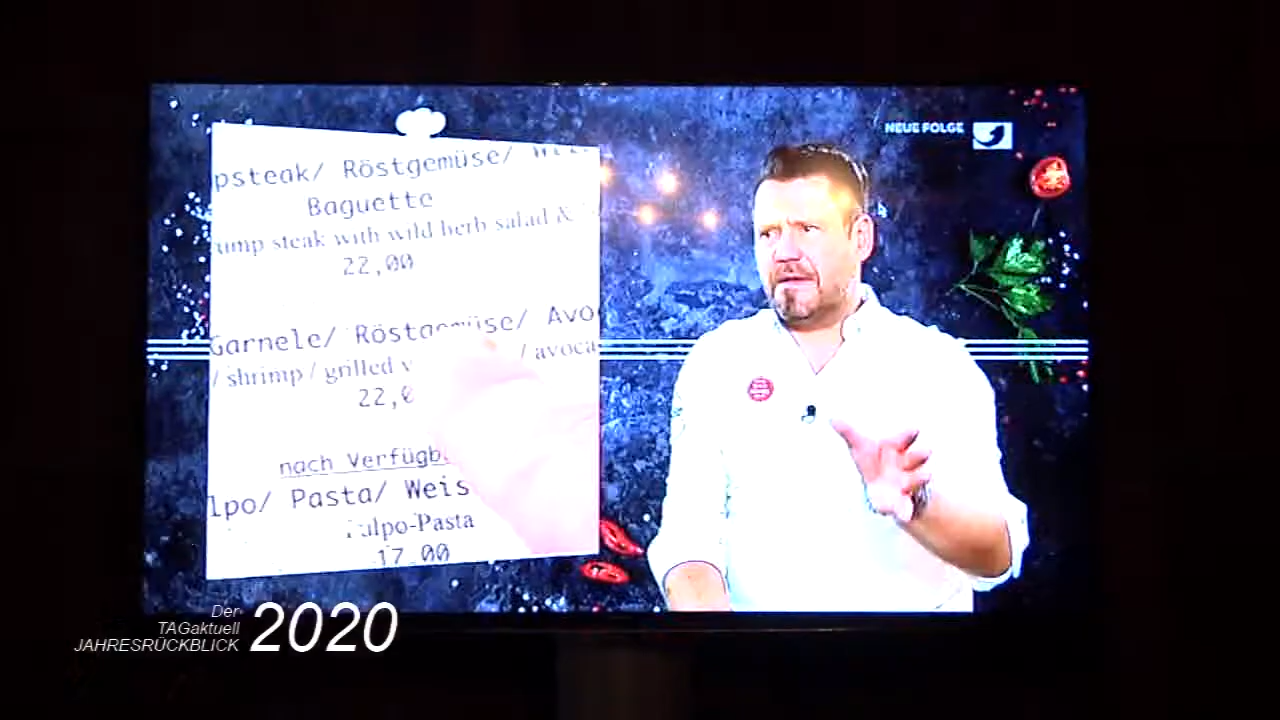 NEUE FOLGE
psteak/ Röstgemüse/
Baguette
ump steak with wild herb salad &
22,00
Garnele/ Röstgemüse/ Avo
/ shrimp / grilled v / avoca
22,0
nach Verfügb
lpo/ Pasta/ Weis
Pulpo-Pasta
17,00
Der
TAGaktuell
JAHRESRÜCKBLICK
2020